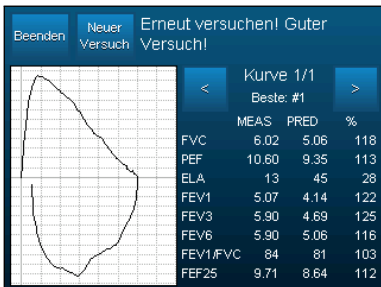 Beenden
Neuer
Versuch
Erneut versuchen! Guter
Versuch!
<
Kurve 1/1
Beste: #1
>
MEAS PRED %
FVC 6.02 5.06 118
PEF 10.60 9.35 113
ELA 13 45 28
FEV1 5.07 4.14 122
FEV3 5.90 4.69 125
FEV6 5.90 5.06 116
FEV1/FVC 84 81 103
FEF25 9.71 8.64 112